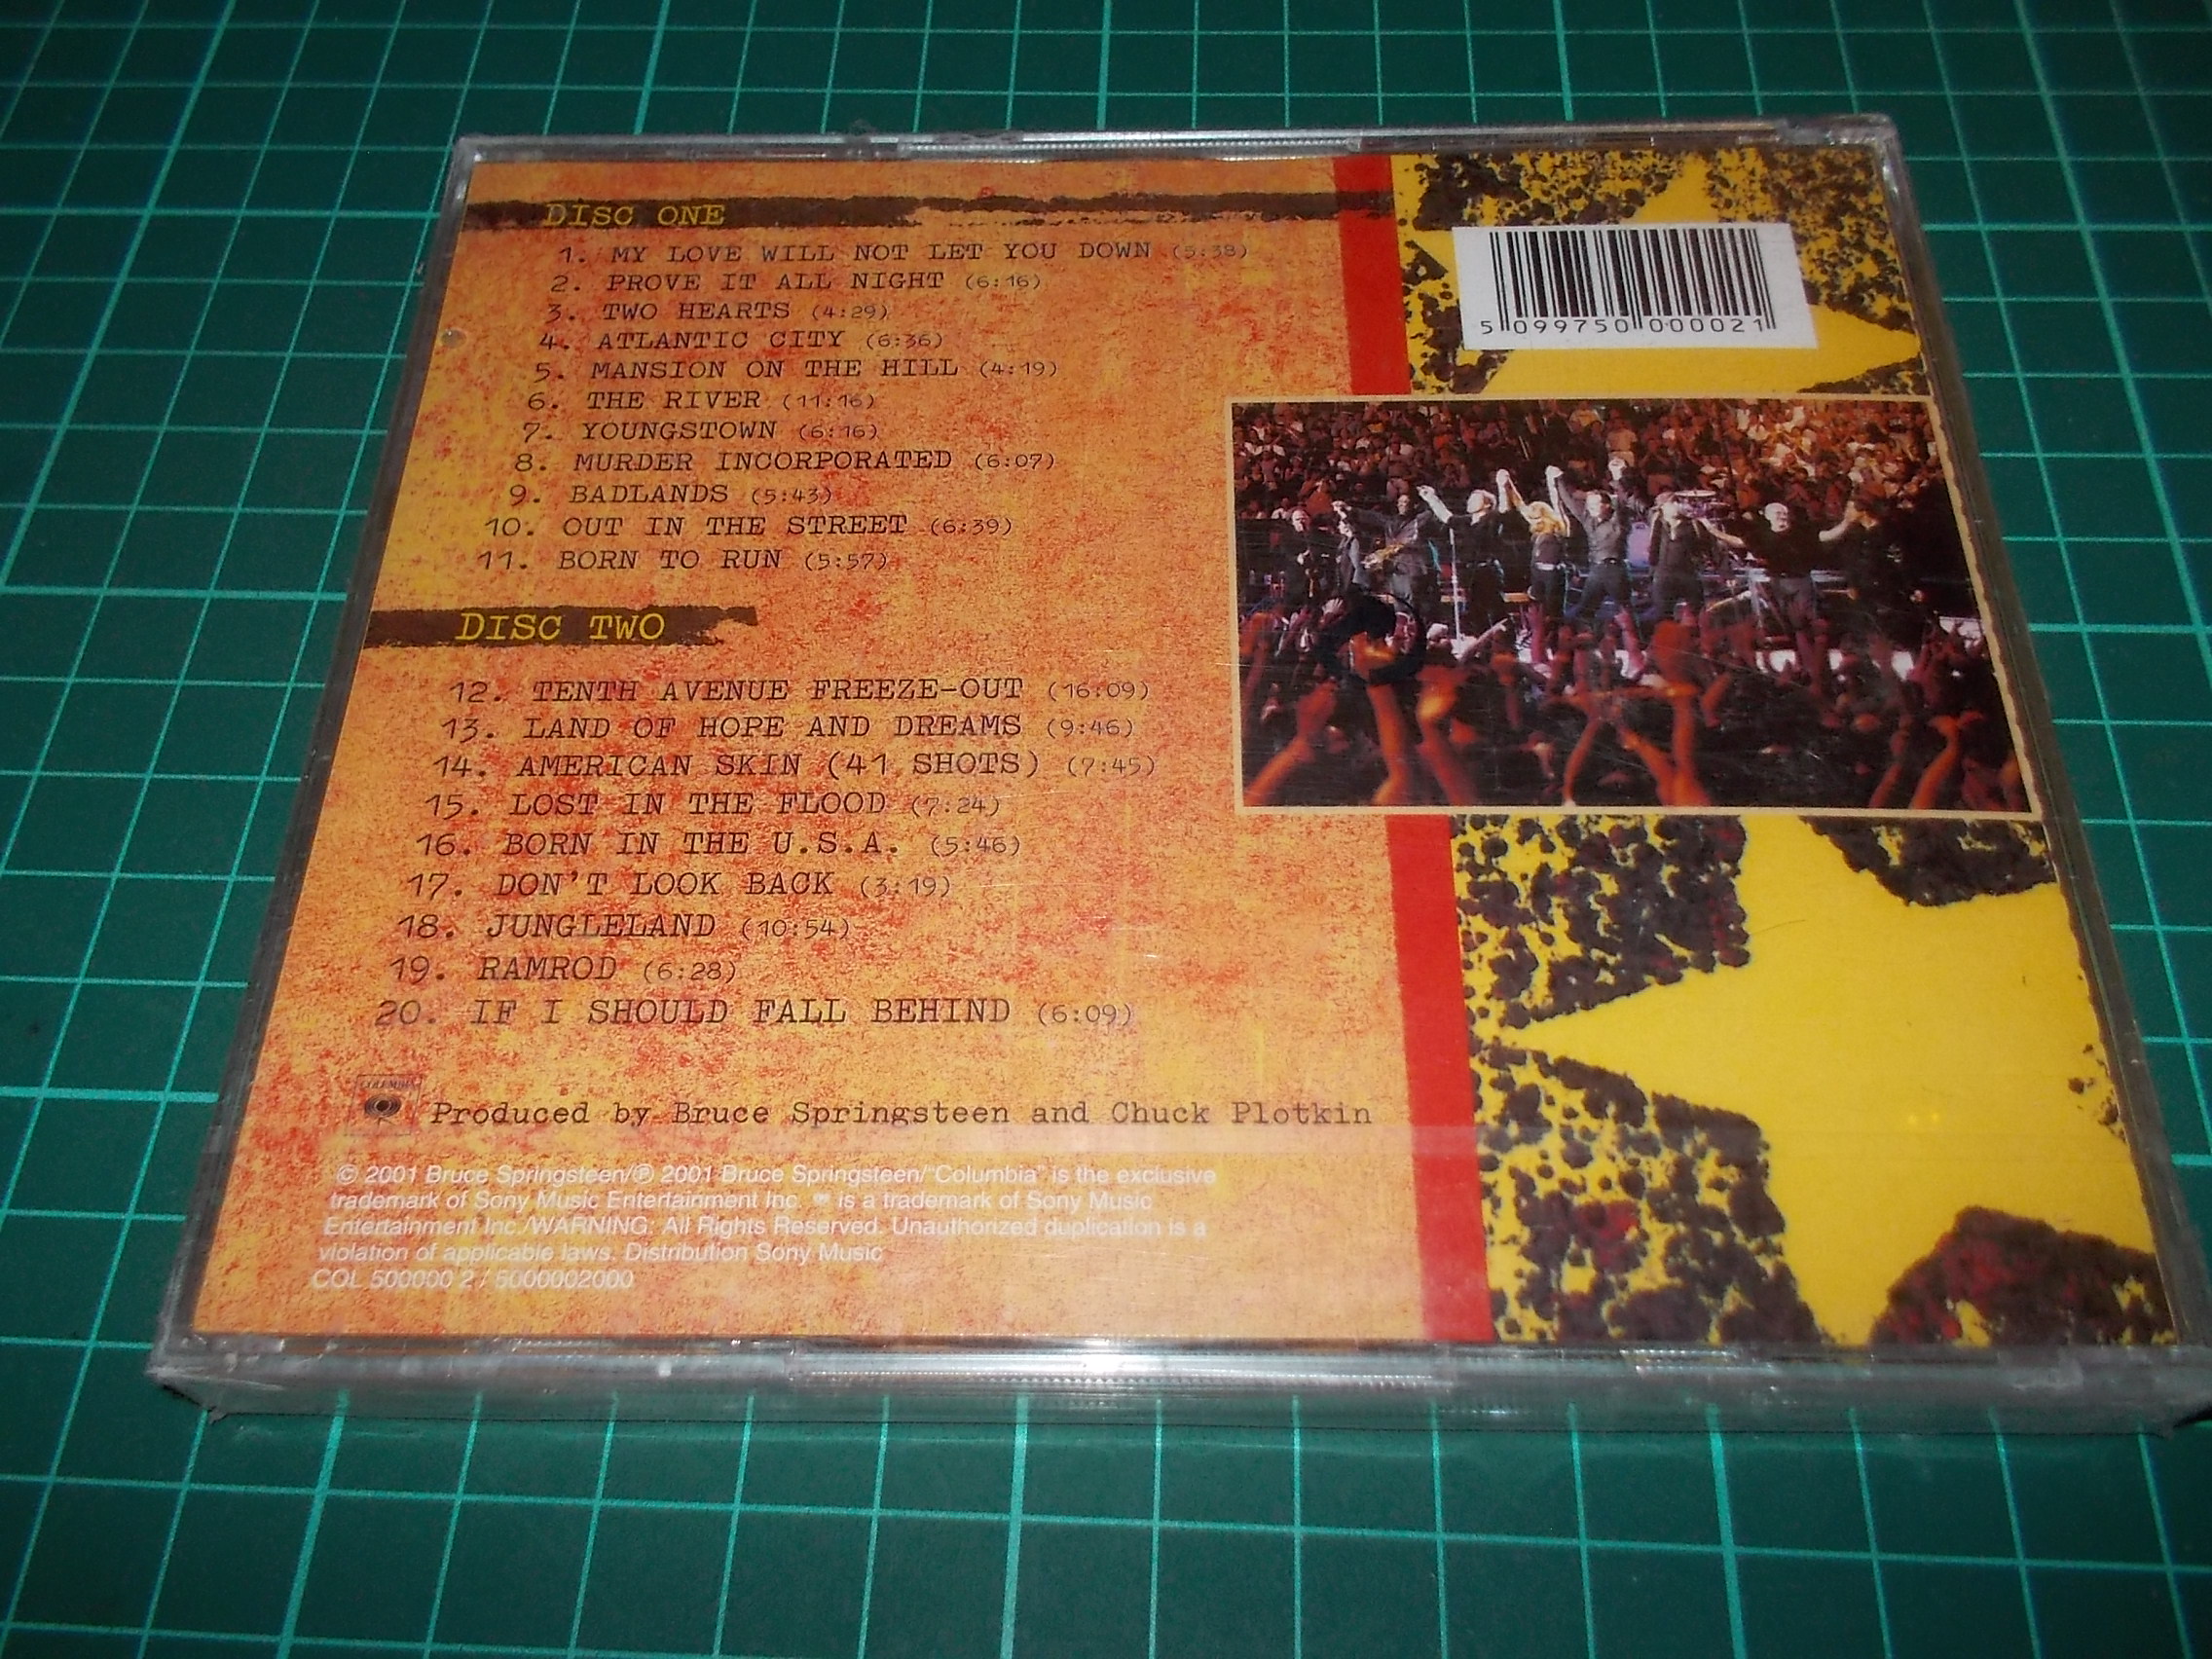 DISC ONE
1. MY LOVE WILL NOT LET YOU DOWN (5:38)
2. PROVE IT ALL NIGHT (6:16)
3. TWO HEARTS (4:29)
4. ATLANTIC CITY (6:36)
5. MANSION ON THE HILL (4:19)
6. THE RIVER (11:16)
7. YOUNGSTOWN (6:16)
8. MURDER INCORPORATED (6:07)
9. BADLANDS (5:43)
10. OUT IN THE STREET (6:39)
11. BORN TO RUN (5:57)
5 099750 000021
DISC TWO
12. TENTH AVENUE FREEZE-OUT (16:09)
13. LAND OF HOPE AND DREAMS (9:46)
14. AMERICAN SKIN (41 SHOTS) (7:45)
15. LOST IN THE FLOOD (7:24)
16. BORN IN THE U.S.A. (5:46)
17. DON'T LOOK BACK (3:19)
18. JUNGLELAND (10:54)
19. RAMROD (6:28)
20. IF I SHOULD FALL BEHIND (6:09)
COLUMBIA
Produced by Bruce Springsteen and Chuck Plotkin
© 2001 Bruce Springsteen/℗ 2001 Bruce Springsteen/"Columbia" is the exclusive
trademark of Sony Music Entertainment Inc. is a trademark of Sony Music
Entertainment Inc./WARNING: All Rights Reserved. Unauthorized duplication is a
violation of applicable laws. Distribution Sony Music
COL 500000 2 / 5000002000